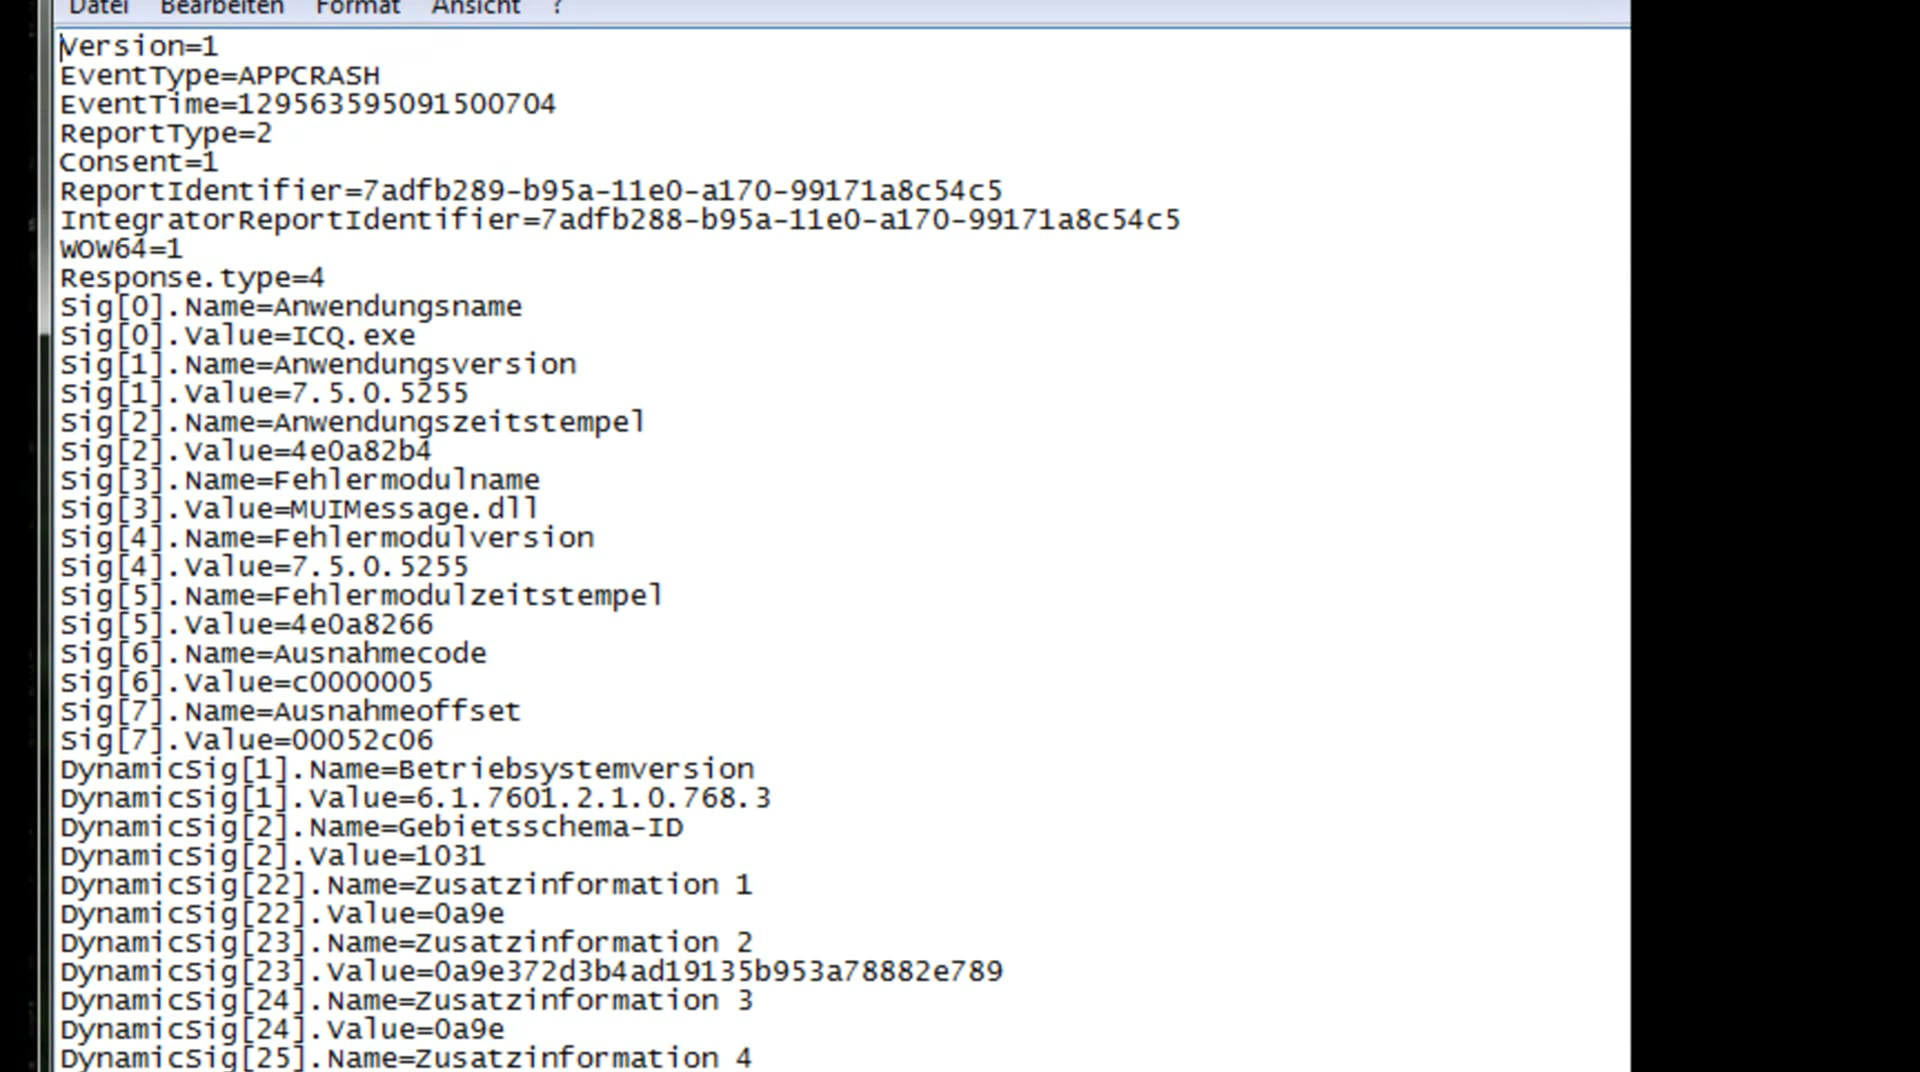 Datei Bearbeiten Format Ansicht ?
Version=1
EventType=APPCRASH
EventTime=129563595091500704
ReportType=2
Consent=1
ReportIdentifier=7adfb289-b95a-11e0-a170-99171a8c54c5
IntegratorReportIdentifier=7adfb288-b95a-11e0-a170-99171a8c54c5
WOW64=1
Response.type=4
Sig[0].Name=Anwendungsname
Sig[0].Value=ICQ.exe
Sig[1].Name=Anwendungsversion
Sig[1].Value=7.5.0.5255
Sig[2].Name=Anwendungszeitstempel
Sig[2].Value=4e0a82b4
Sig[3].Name=Fehlermodulname
Sig[3].Value=MUIMessage.dll
Sig[4].Name=Fehlermodulversion
Sig[4].Value=7.5.0.5255
Sig[5].Name=Fehlermodulzeitstempel
Sig[5].Value=4e0a8266
Sig[6].Name=Ausnahmecode
Sig[6].Value=c0000005
Sig[7].Name=Ausnahmeoffset
Sig[7].Value=00052c06
DynamicSig[1].Name=Betriebsystemversion
DynamicSig[1].Value=6.1.7601.2.1.0.768.3
DynamicSig[2].Name=Gebietsschema-ID
DynamicSig[2].Value=1031
DynamicSig[22].Name=Zusatzinformation 1
DynamicSig[22].Value=0a9e
DynamicSig[23].Name=Zusatzinformation 2
DynamicSig[23].Value=0a9e372d3b4ad19135b953a78882e789
DynamicSig[24].Name=Zusatzinformation 3
DynamicSig[24].Value=0a9e
DynamicSig[25].Name=Zusatzinformation 4